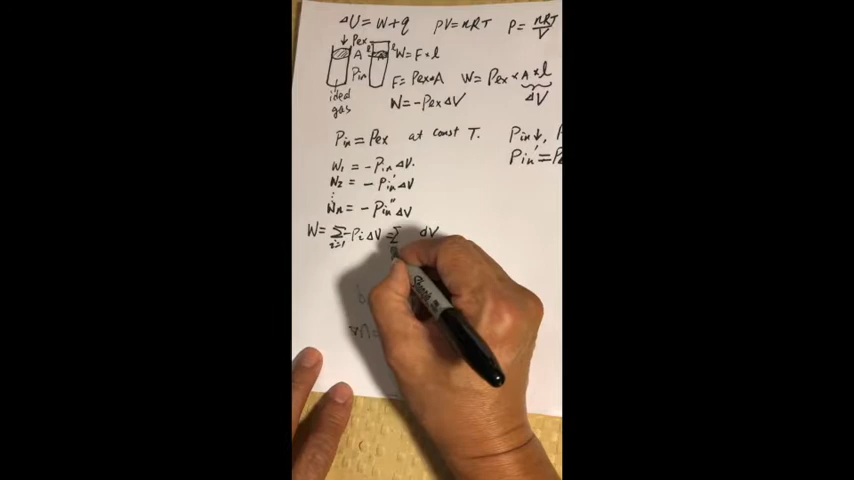 ΔU = W + q   PV = nRT   P = nRT/V
↓ Pex
A   l   A   W = F × l
Pin
F = Pex × A   W = Pex × A × l
ideal gas
ΔV
W = -Pex ΔV
Pin = Pex   at const T.   Pin↓, P
Pin' = P
W1 = -Pin ΔV.
W2 = -Pin' ΔV
⋮
Wn = -Pin'' ΔV
W = Σ i=1 -Pi ΔV = Σ   dV
Sharpie